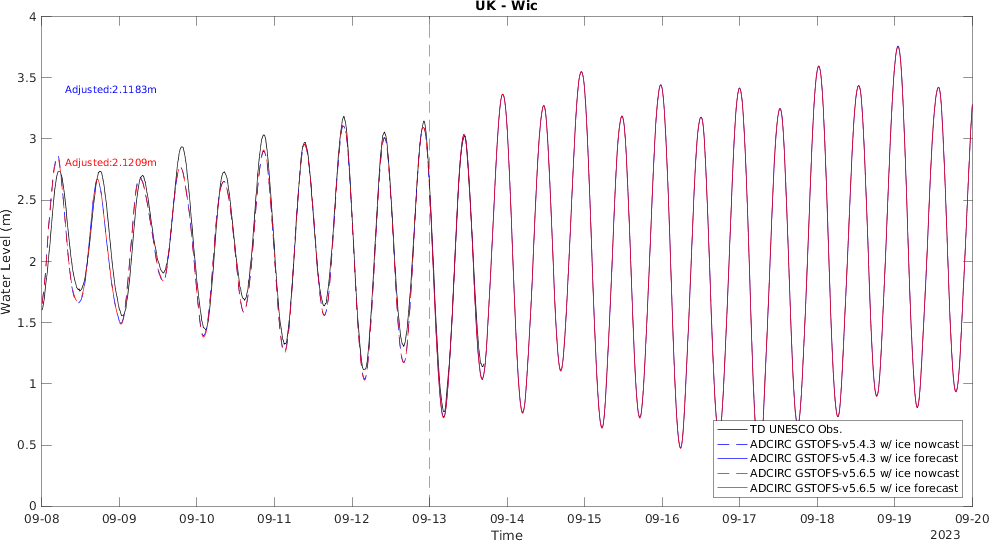 UK - Wic
4
3.5
3
2.5
2
1.5
1
0.5
0
Water Level (m)
Adjusted:2.1183m
Adjusted:2.1209m
TD UNESCO Obs.
ADCIRC GSTOFS-v5.4.3 w/ ice nowcast
ADCIRC GSTOFS-v5.4.3 w/ ice forecast
ADCIRC GSTOFS-v5.6.5 w/ ice nowcast
ADCIRC GSTOFS-v5.6.5 w/ ice forecast
09-08 09-09 09-10 09-11 09-12 09-13 09-14 09-15 09-16 09-17 09-18 09-19 09-20
Time
2023